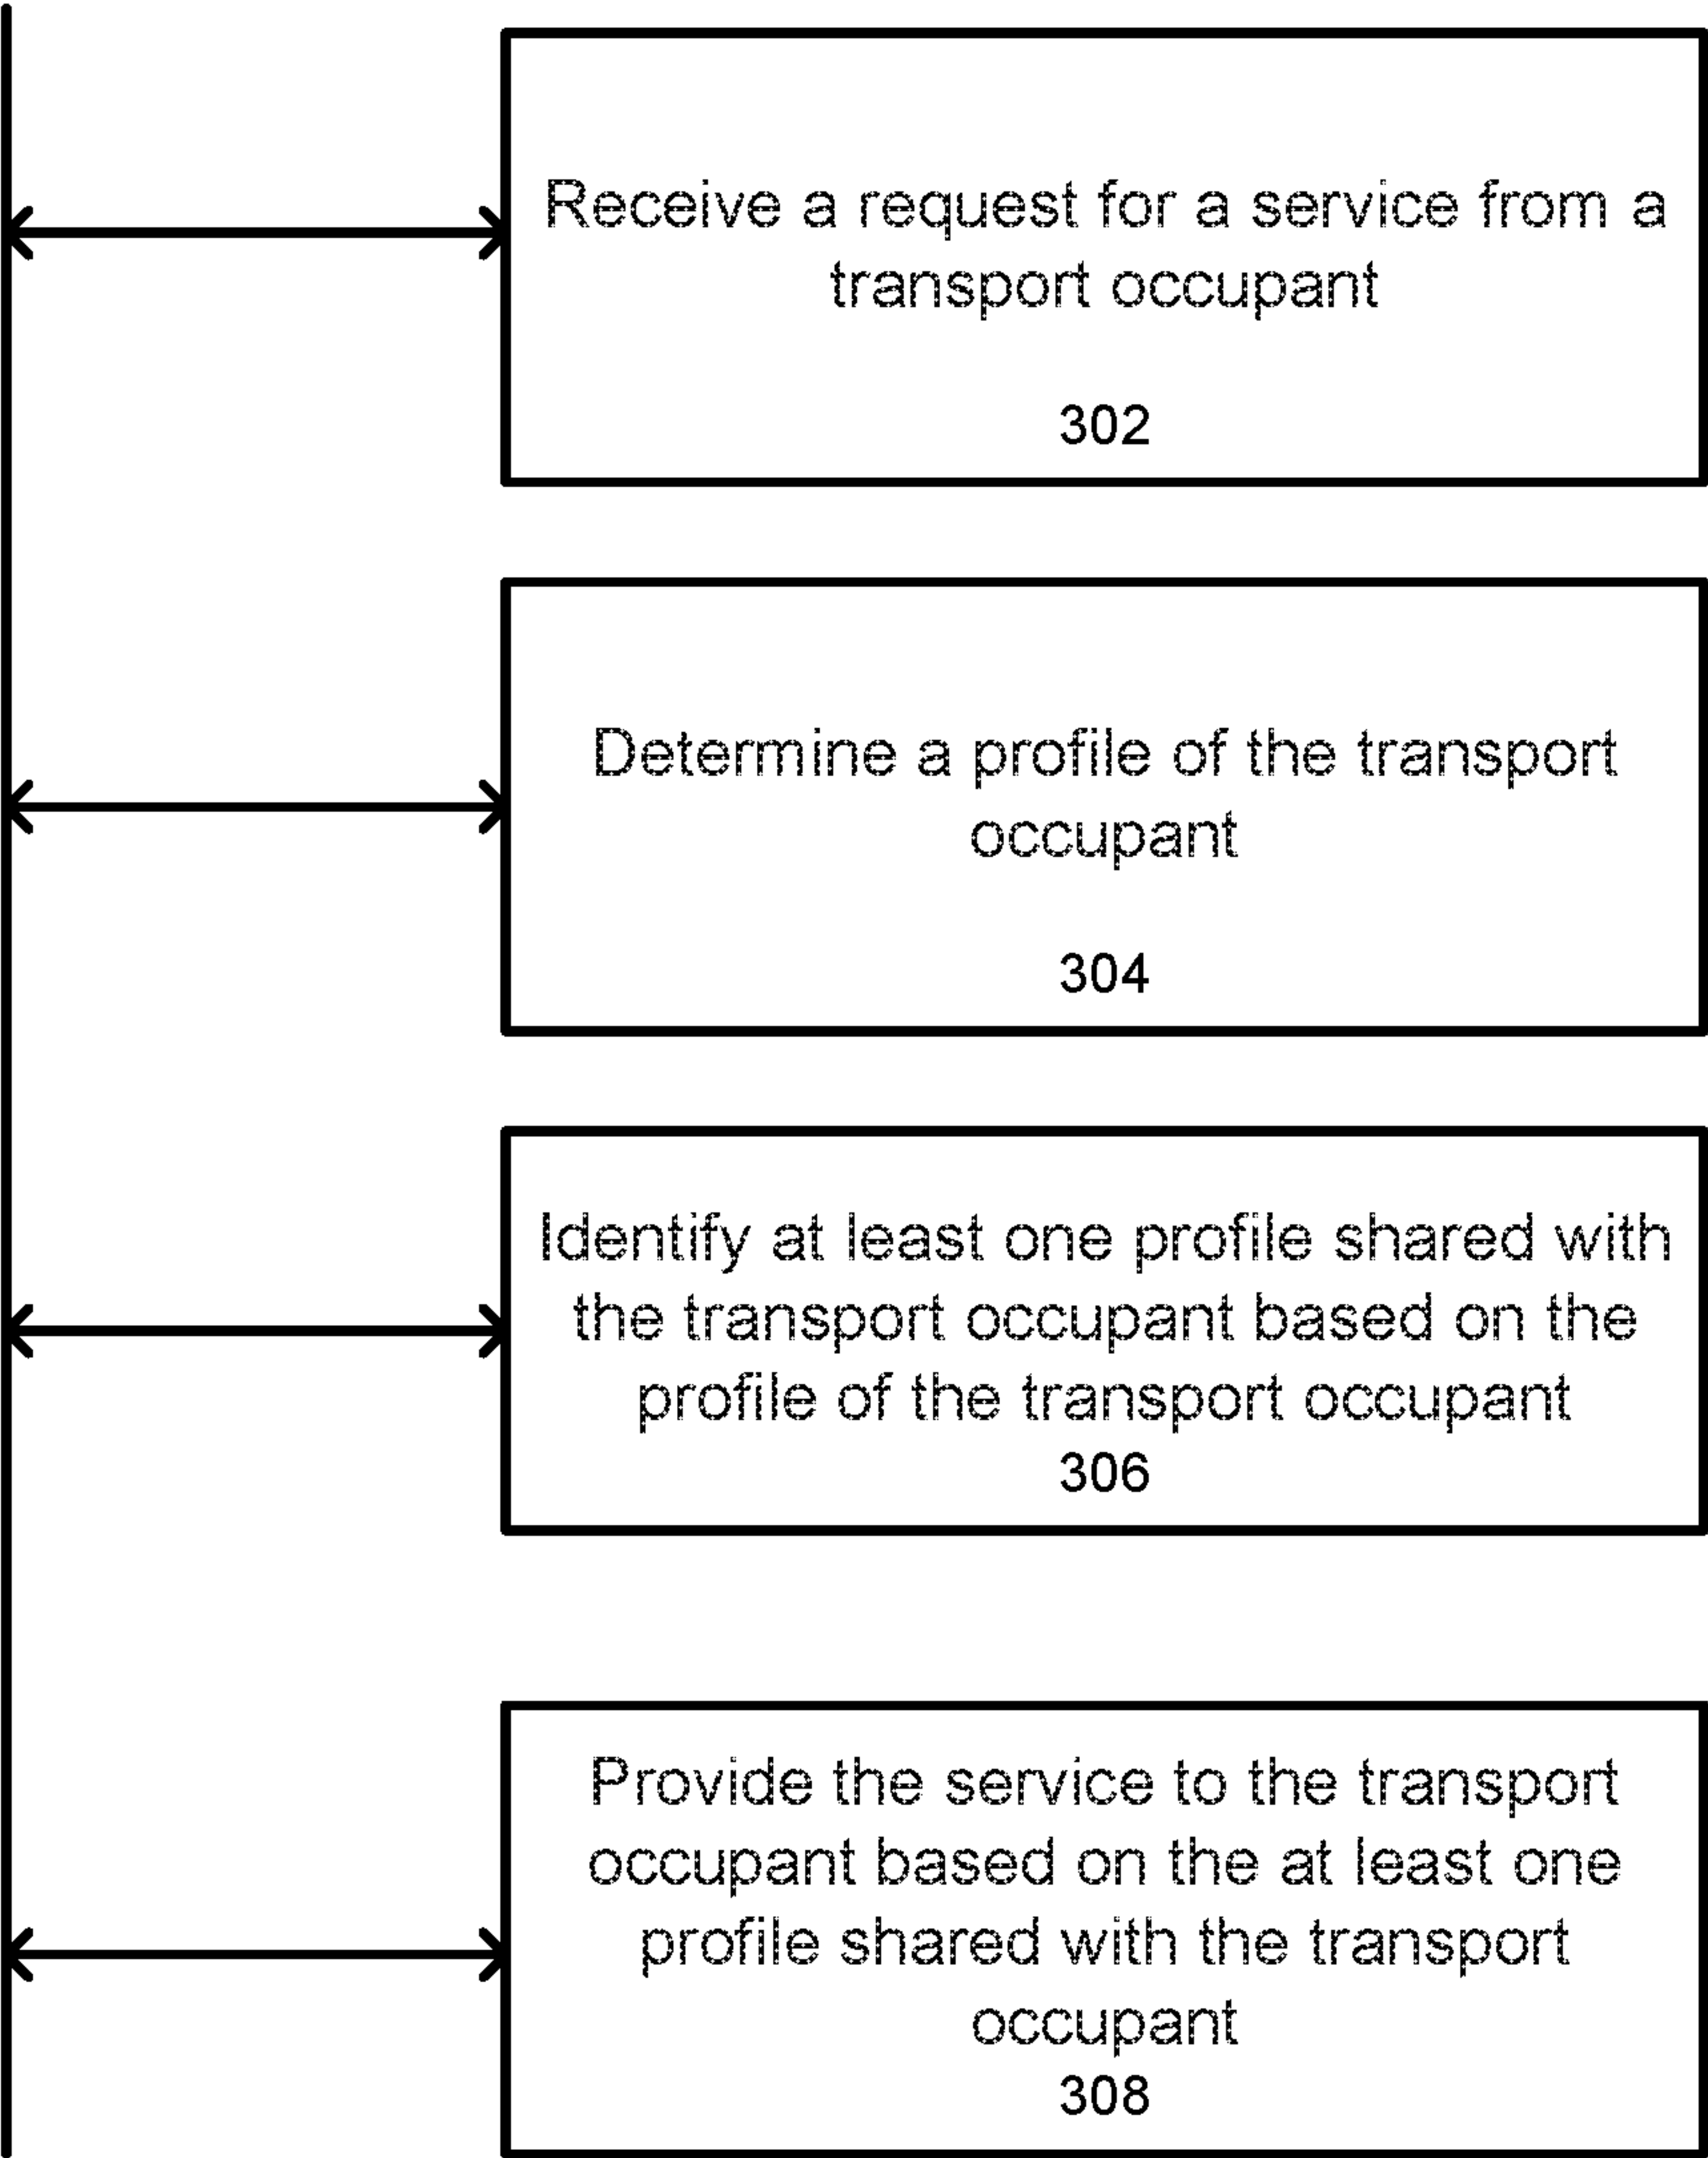 Receive a request for a service from a
transport occupant
302
Determine a profile of the transport
occupant
304
Identify at least one profile shared with
the transport occupant based on the
profile of the transport occupant
306
Provide the service to the transport
occupant based on the at least one
profile shared with the transport
occupant
308